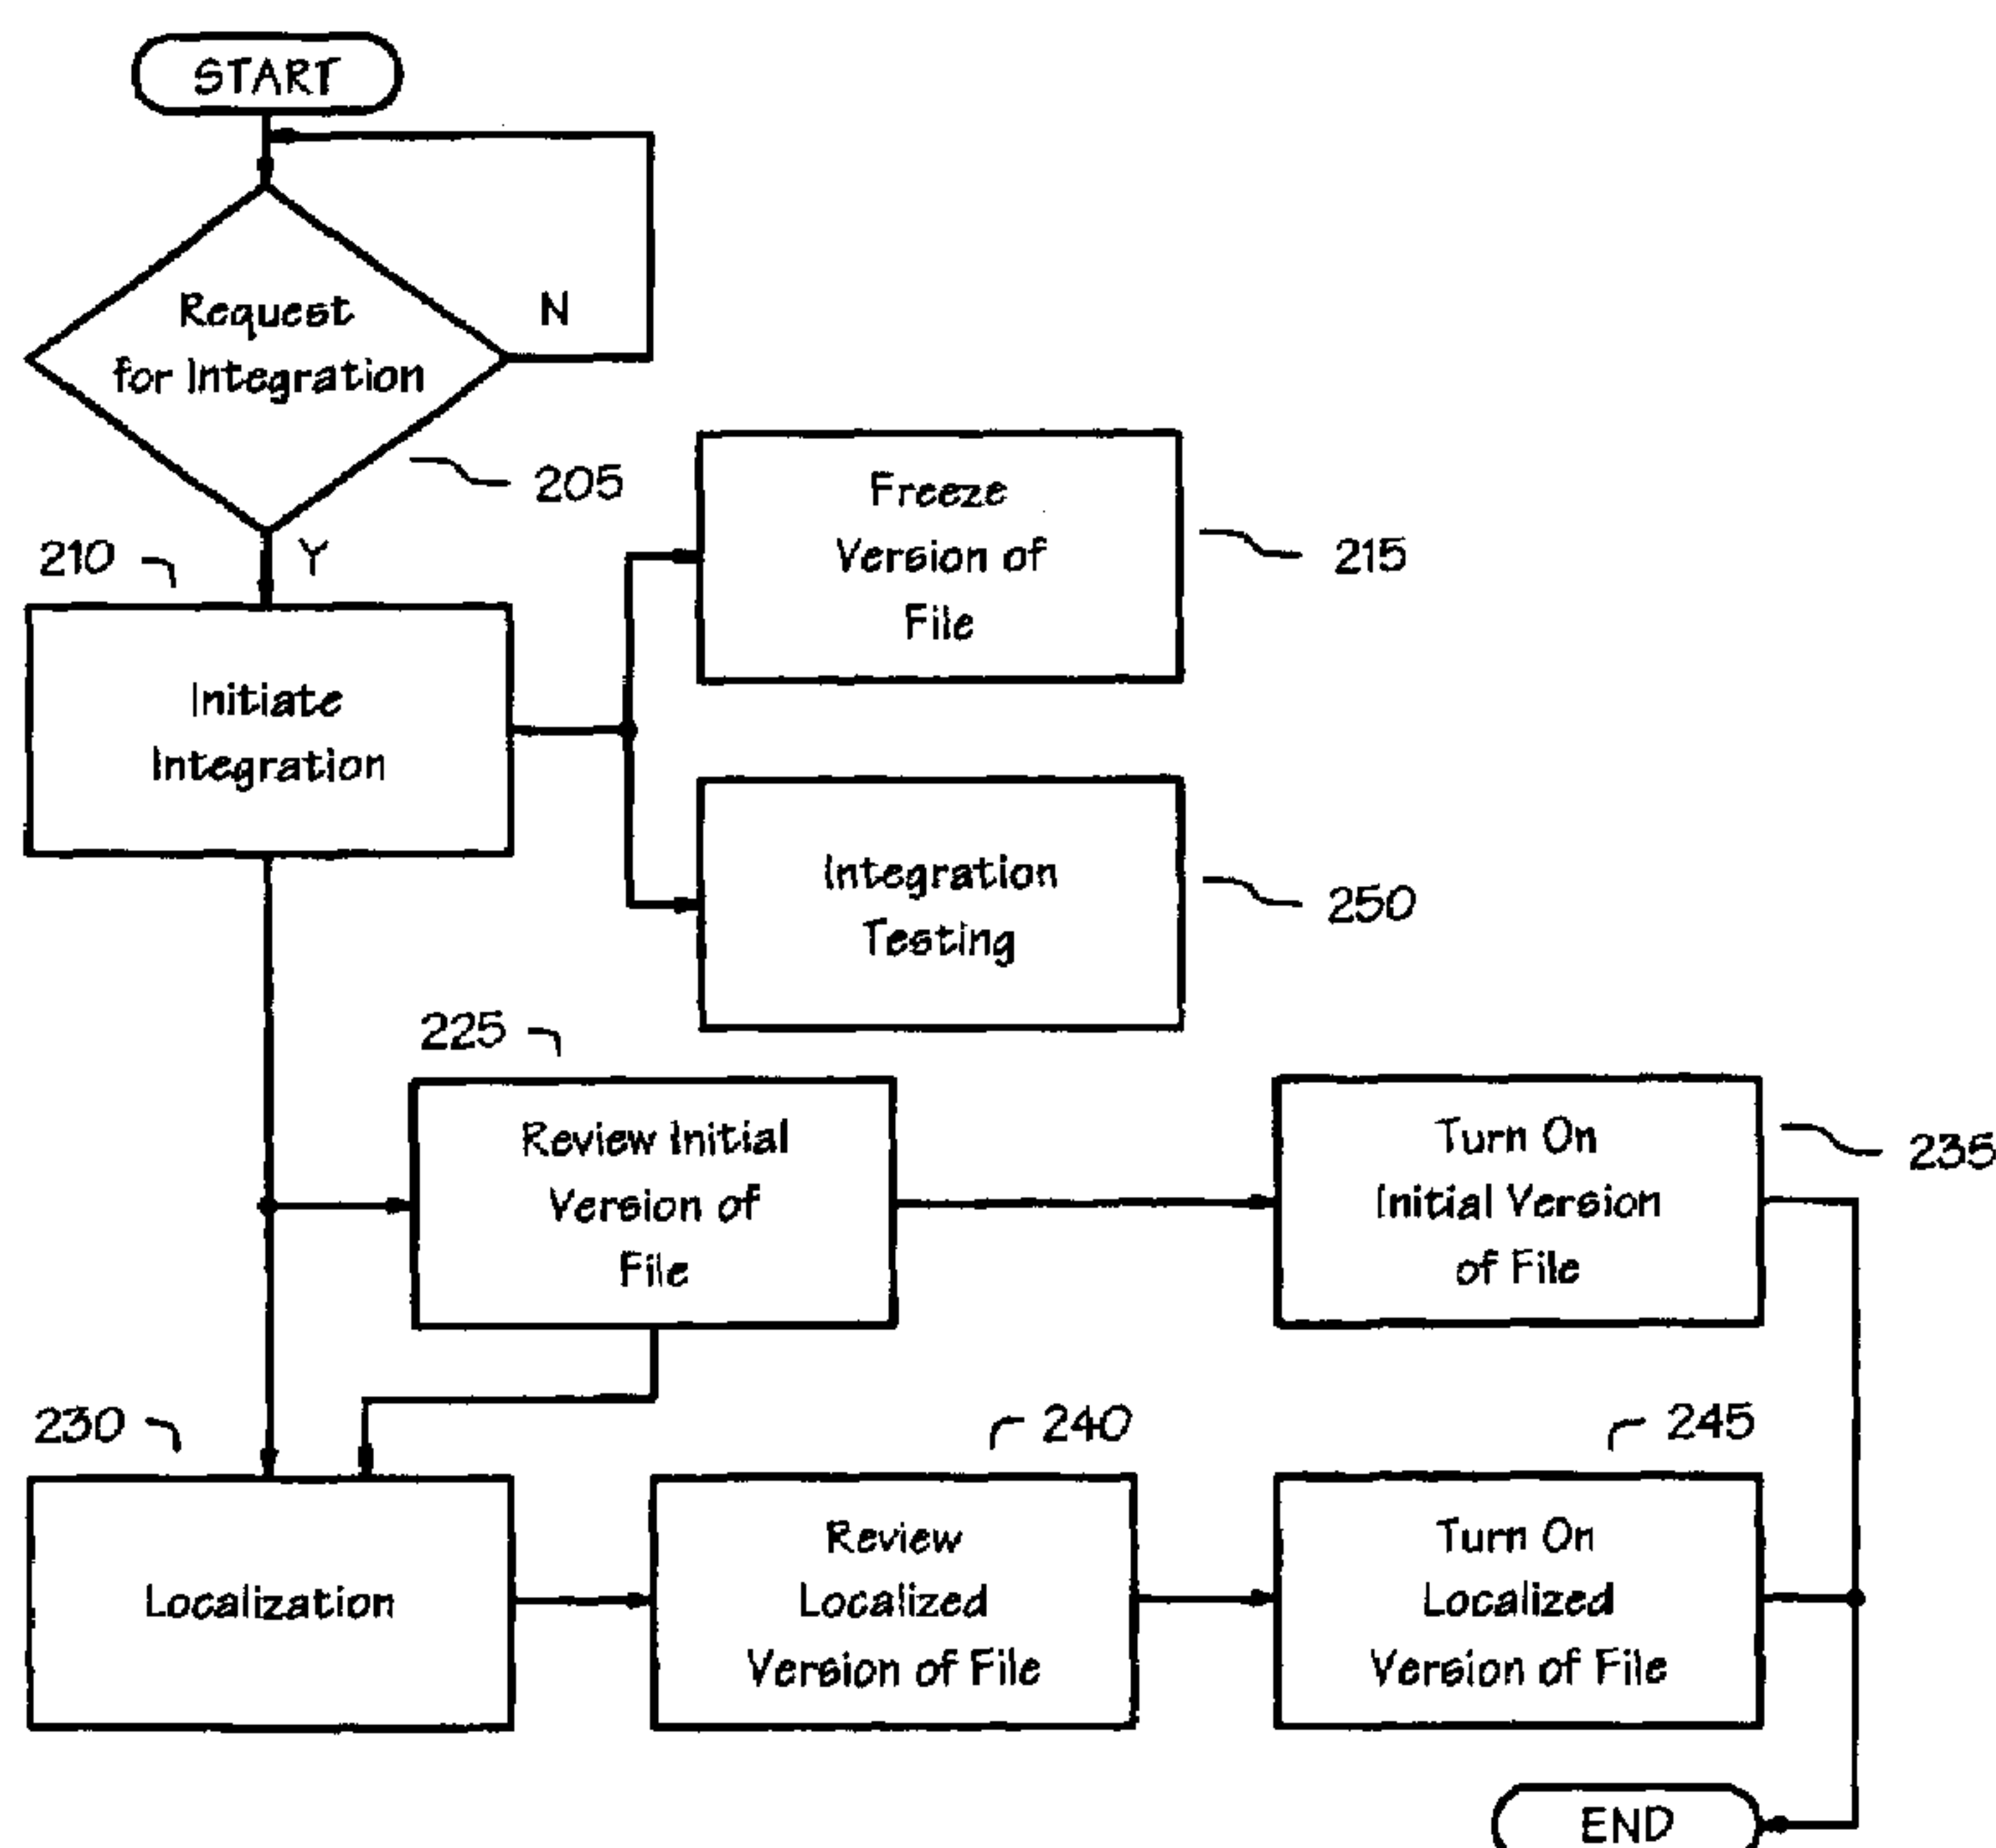 START
Request
for Integration
N
205
Y
210
Initiate
Integration
Freeze
Version of
File
215
Integration
Testing
250
225
Review Initial
Version of
File
Turn On
Initial Version
of File
235
230
Localization
240
Review
Localized
Version of File
245
Turn On
Localized
Version of File
END